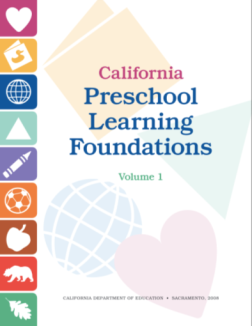 California
Preschool
Learning
Foundations
Volume 1
CALIFORNIA DEPARTMENT OF EDUCATION • SACRAMENTO, 2008